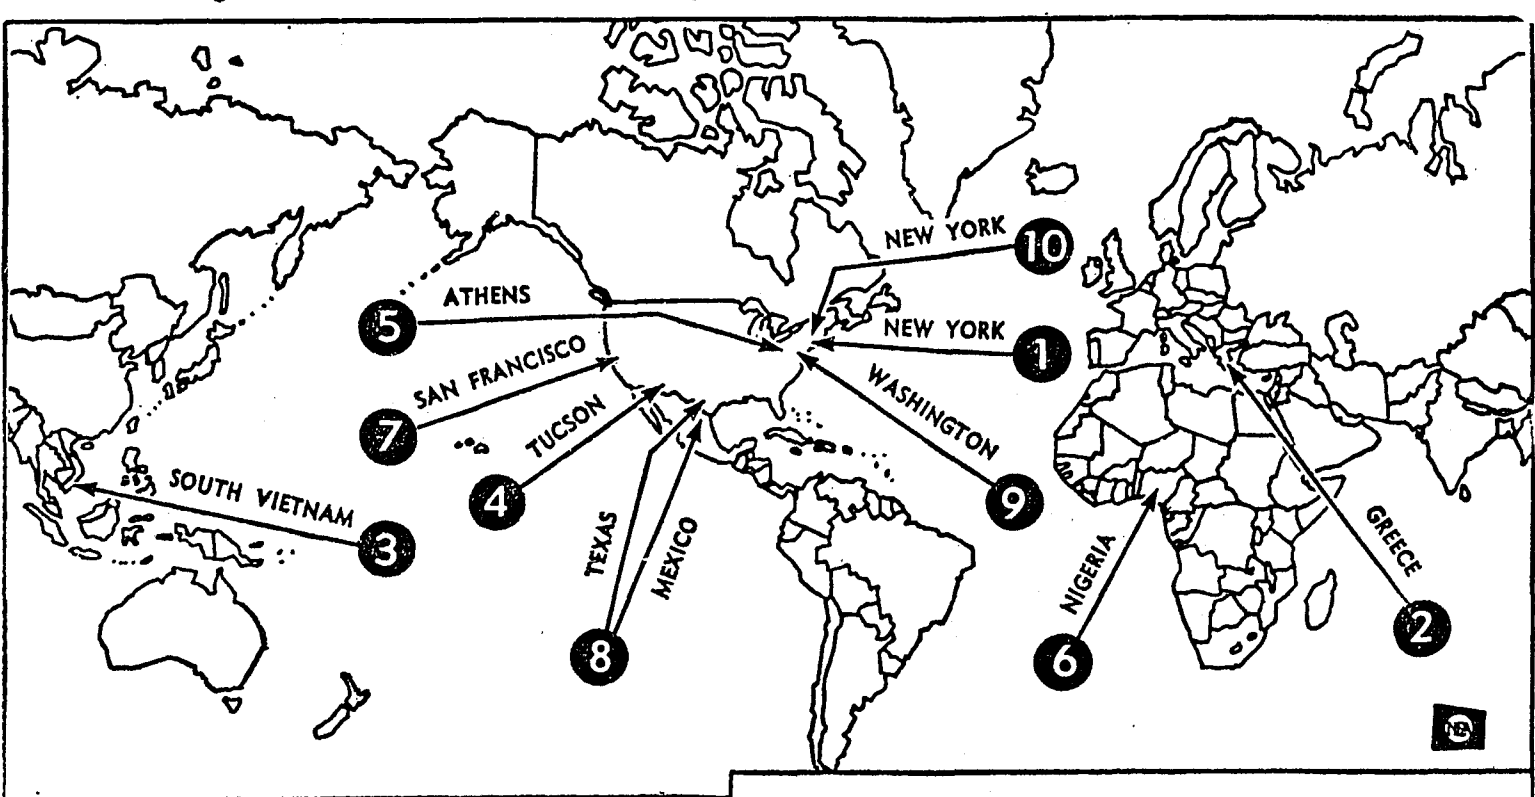 NEW YORK 10
5 ATHENS
NEW YORK 1
7 SAN FRANCISCO
WASHINGTON 9
4 TUCSON
3 SOUTH VIETNAM
TEXAS
MEXICO
8
NIGERIA 6
GREECE 2
NEA